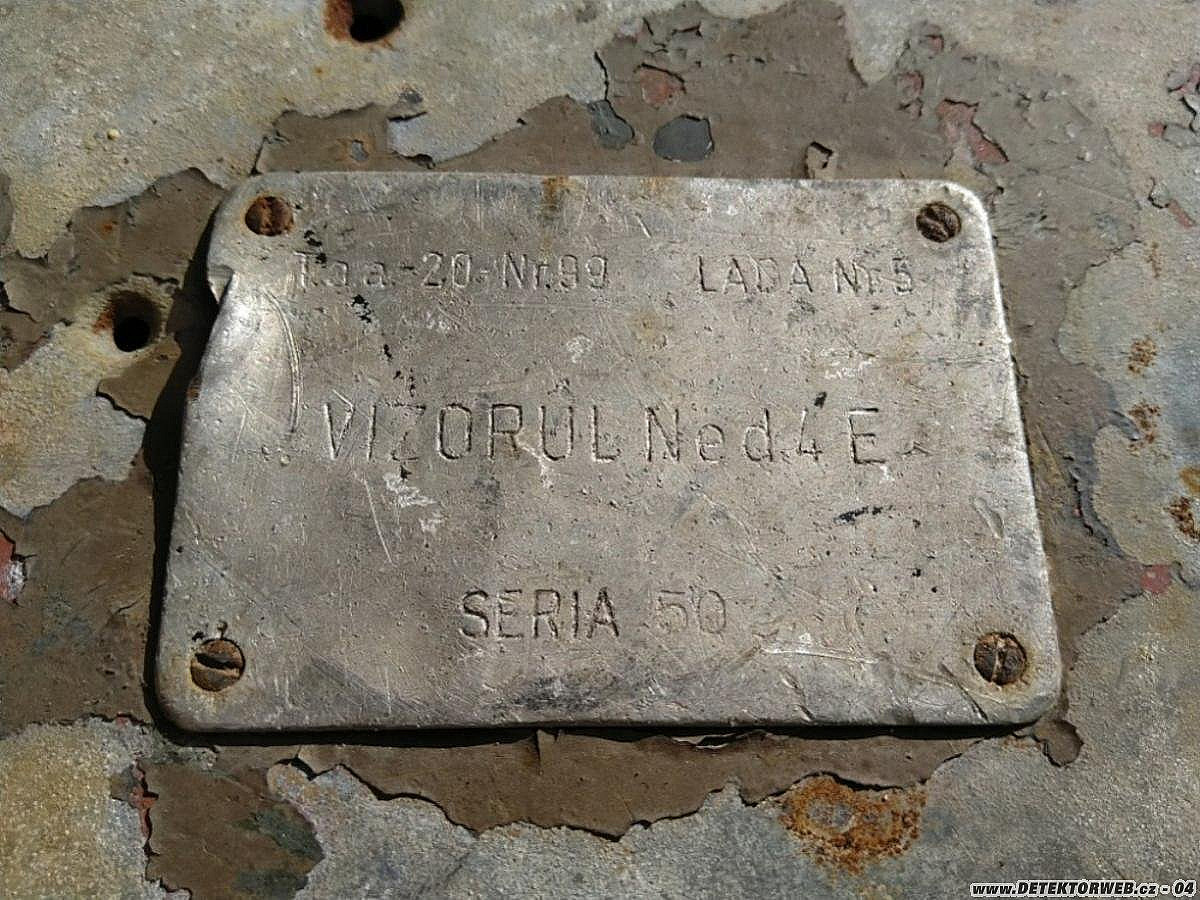 T.a a.-20.-Nr.99 LADA Nr 5
VIZORUL Ned.4 E
SERIA 50
www.DETEKTORWEB.cz - 04